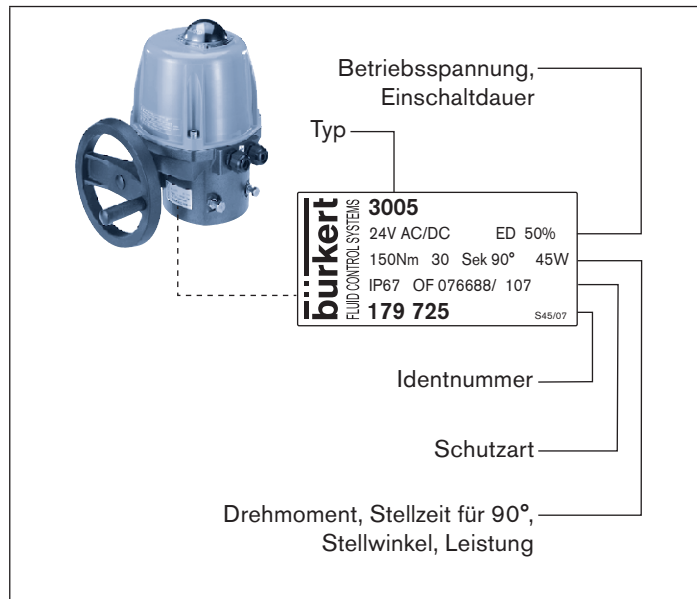 Betriebsspannung,
Einschaltdauer
Typ
burkert
FLUID CONTROL SYSTEMS
3005
24V AC/DC ED 50%
150Nm 30 Sek 90° 45W
IP67 OF 076688/ 107
179 725 S45/07
Identnummer
Schutzart
Drehmoment, Stellzeit für 90°,
Stellwinkel, Leistung